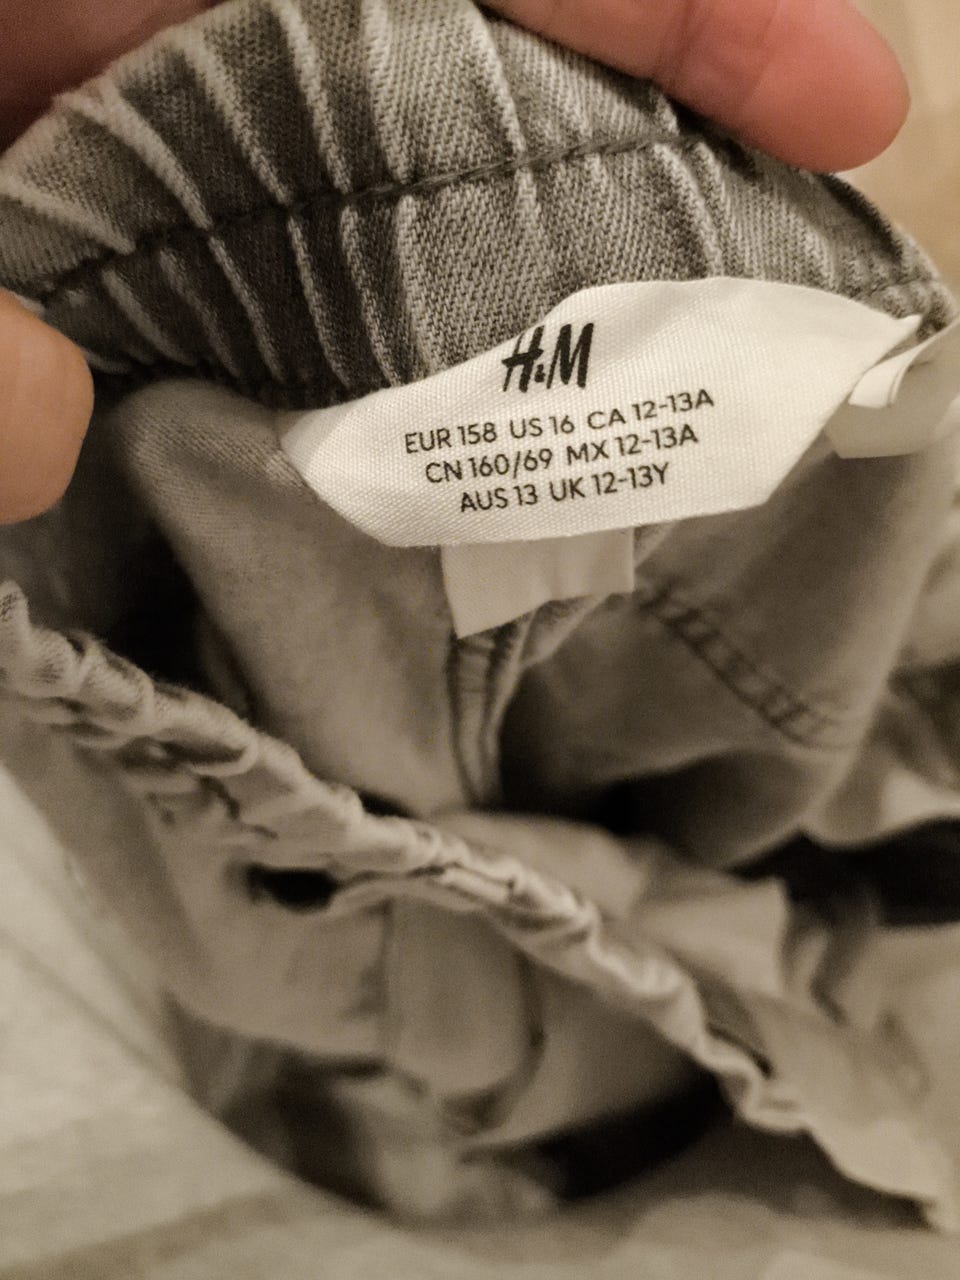 H&M
EUR 158 US 16 CA 12-13A
CN 160/69 MX 12-13A
AUS 13 UK 12-13Y